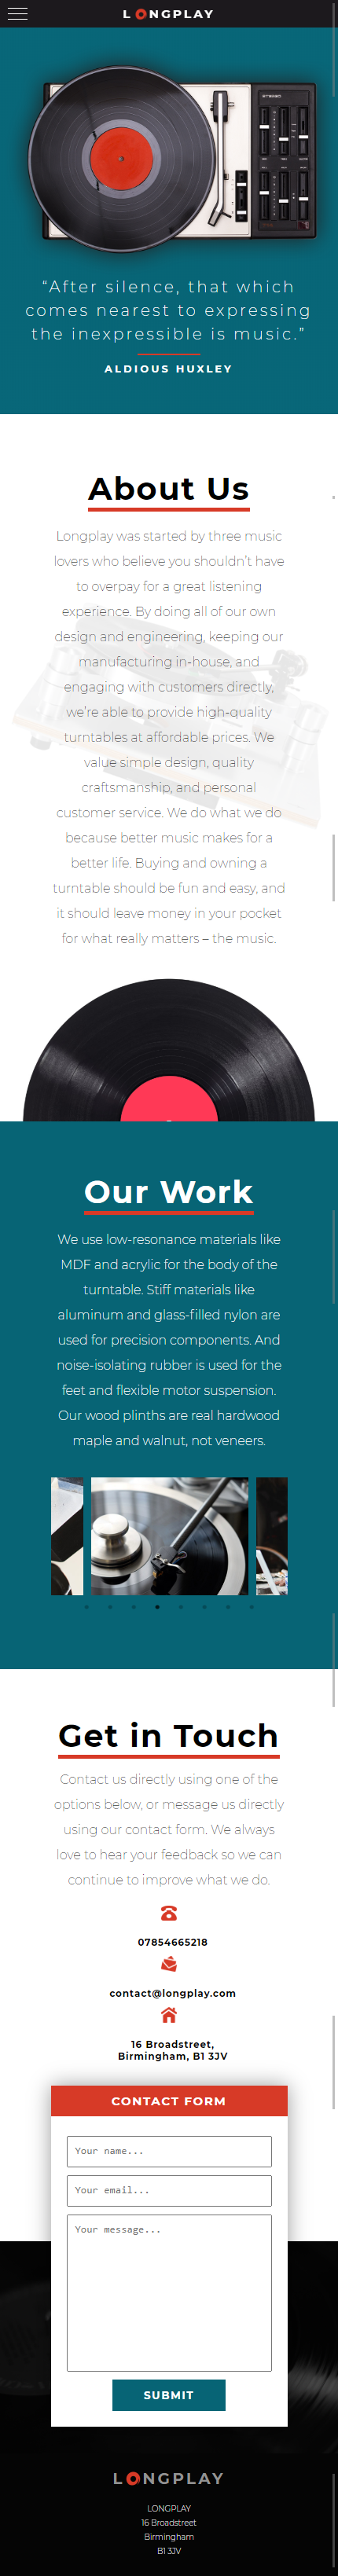 LONGPLAY
“After silence, that which
comes nearest to expressing
the inexpressible is music.”
ALDIOUS HUXLEY
About Us
Longplay was started by three music
lovers who believe you shouldn’t have
to overpay for a great listening
experience. By doing all of our own
design and engineering, keeping our
manufacturing in-house, and
engaging with customers directly,
we’re able to provide high-quality
turntables at affordable prices. We
value simple design, quality
craftsmanship, and personal
customer service. We do what we do
because better music makes for a
better life. Buying and owning a
turntable should be fun and easy, and
it should leave money in your pocket
for what really matters – the music.
Our Work
We use low-resonance materials like
MDF and acrylic for the body of the
turntable. Stiff materials like
aluminum and glass-filled nylon are
used for precision components. And
noise-isolating rubber is used for the
feet and flexible motor suspension.
Our wood plinths are real hardwood
maple and walnut, not veneers.
Get in Touch
Contact us directly using one of the
options below, or message us directly
using our contact form. We always
love to hear your feedback so we can
continue to improve what we do.
07854665218
contact@longplay.com
16 Broadstreet,
Birmingham, B1 3JV
CONTACT FORM
Your name...
Your email...
Your message...
SUBMIT
LONGPLAY
LONGPLAY
16 Broadstreet
Birmingham
B1 3JV